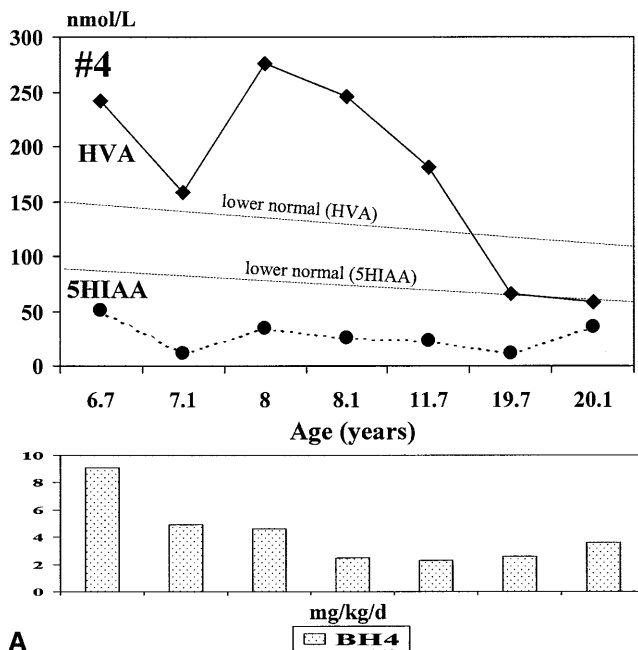 nmol/L
300
#4
250
HVA
200
150
lower normal (HVA)
100
lower normal (5HIAA)
5HIAA
50
0
6.7 7.1 8 8.1 11.7 19.7 20.1
Age (years)
10
8
6
4
2
0
mg/kg/d
A
BH4